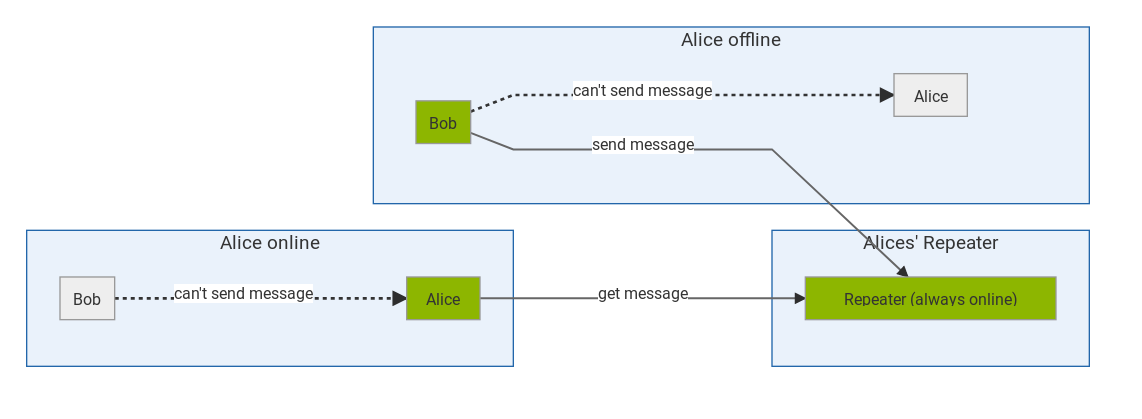 Alice offline
can't send message
Alice
Bob
send message
Alice online
Alices' Repeater
Bob
can't send message
Alice
get message
Repeater (always online)